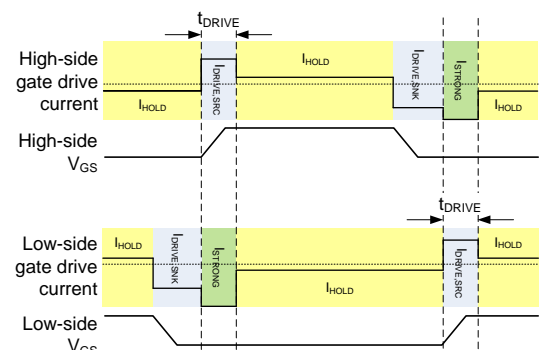 tDRIVE
High-side
gate drive
current
IHOLD
IDRIVE,SRC
IHOLD
IDRIVE,SNK
ISTRONG
IHOLD
High-side
VGS
tDRIVE
Low-side
gate drive
current
IHOLD
IDRIVE,SNK
ISTRONG
IHOLD
IDRIVE,SRC
IHOLD
Low-side
VGS